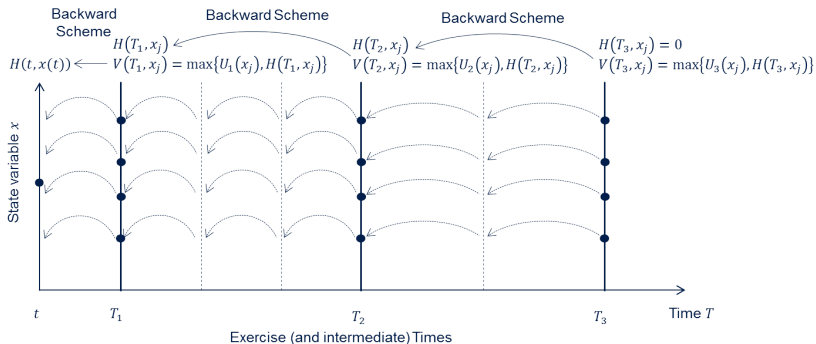 Backward
Scheme
Backward Scheme
Backward Scheme
H(T₁, xⱼ)
H(T₂, xⱼ)
H(T₃, xⱼ) = 0
H(t, x(t))
V(T₁, xⱼ) = max{U₁(xⱼ), H(T₁, xⱼ)}
V(T₂, xⱼ) = max{U₂(xⱼ), H(T₂, xⱼ)}
V(T₃, xⱼ) = max{U₃(xⱼ), H(T₃, xⱼ)}
State variable x
t
T₁
T₂
T₃
Time T
Exercise (and intermediate) Times